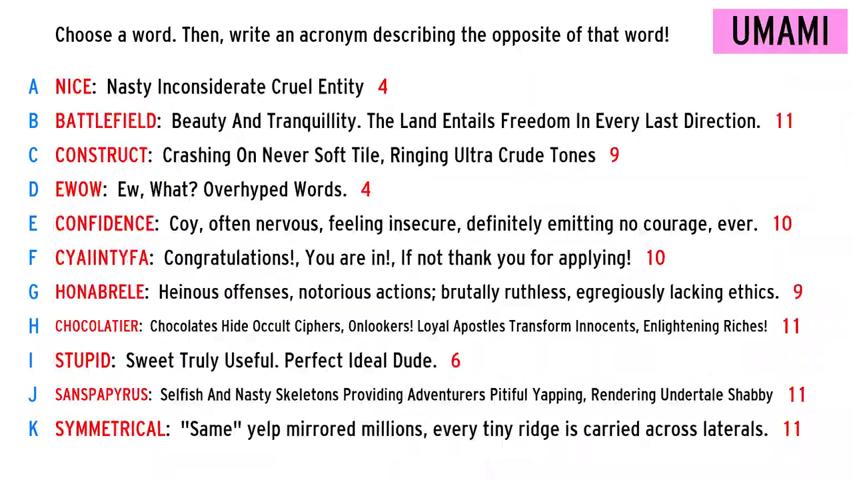 Choose a word. Then, write an acronym describing the opposite of that word!
UMAMI
A NICE: Nasty Inconsiderate Cruel Entity 4
B BATTLEFIELD: Beauty And Tranquillity. The Land Entails Freedom In Every Last Direction. 11
C CONSTRUCT: Crashing On Never Soft Tile, Ringing Ultra Crude Tones 9
D EWOW: Ew, What? Overhyped Words. 4
E CONFIDENCE: Coy, often nervous, feeling insecure, definitely emitting no courage, ever. 10
F CYAIINTYFA: Congratulations!, You are in!, If not thank you for applying! 10
G HONABRELE: Heinous offenses, notorious actions; brutally ruthless, egregiously lacking ethics. 9
H CHOCOLATIER: Chocolates Hide Occult Ciphers, Onlookers! Loyal Apostles Transform Innocents, Enlightening Riches! 11
I STUPID: Sweet Truly Useful. Perfect Ideal Dude. 6
J SANSPAPYRUS: Selfish And Nasty Skeletons Providing Adventurers Pitiful Yapping, Rendering Undertale Shabby 11
K SYMMETRICAL: "Same" yelp mirrored millions, every tiny ridge is carried across laterals. 11